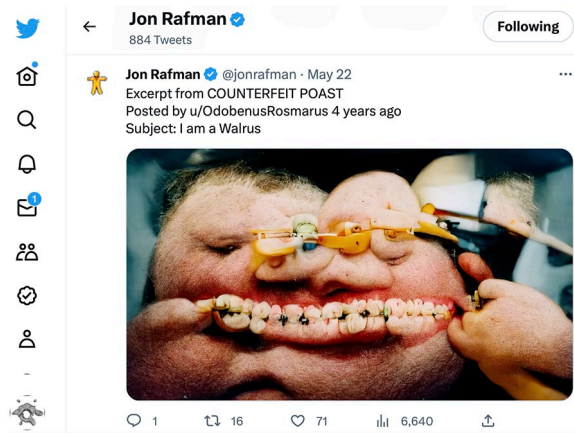 Jon Rafman
884 Tweets
Following
Jon Rafman @jonrafman · May 22
Excerpt from COUNTERFEIT POAST
Posted by u/OdobenusRosmarus 4 years ago
Subject: I am a Walrus
1
1 16 71 6,640